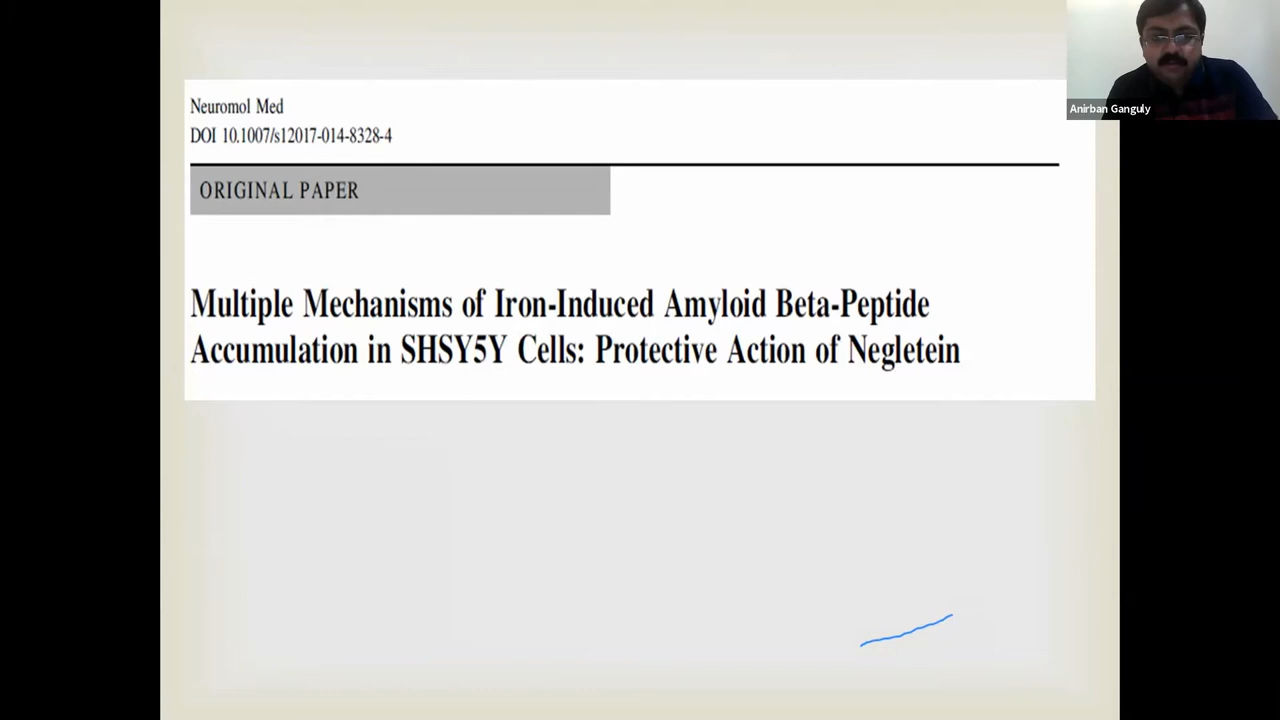 Neuromol Med
DOI 10.1007/s12017-014-8328-4
ORIGINAL PAPER
Multiple Mechanisms of Iron-Induced Amyloid Beta-Peptide
Accumulation in SHSY5Y Cells: Protective Action of Negletein
Anirban Ganguly